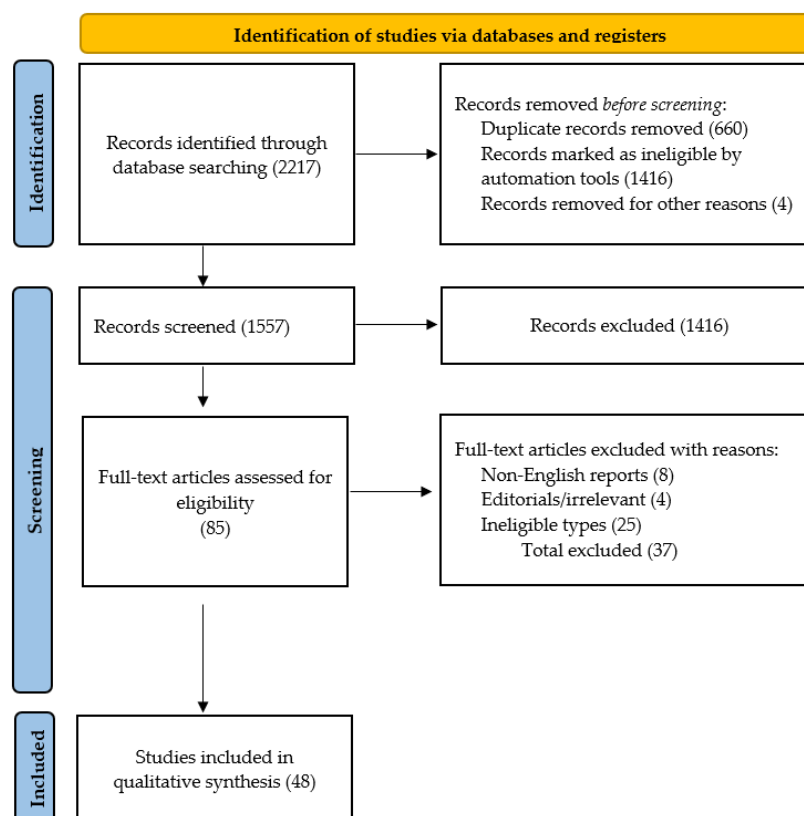 Identification of studies via databases and registers
Identification
Records identified through
database searching (2217)
Records removed before screening:
Duplicate records removed (660)
Records marked as ineligible by
automation tools (1416)
Records removed for other reasons (4)
Screening
Records screened (1557)
Records excluded (1416)
Full-text articles assessed for
eligibility
(85)
Full-text articles excluded with reasons:
Non-English reports (8)
Editorials/irrelevant (4)
Ineligible types (25)
Total excluded (37)
Included
Studies included in
qualitative synthesis (48)